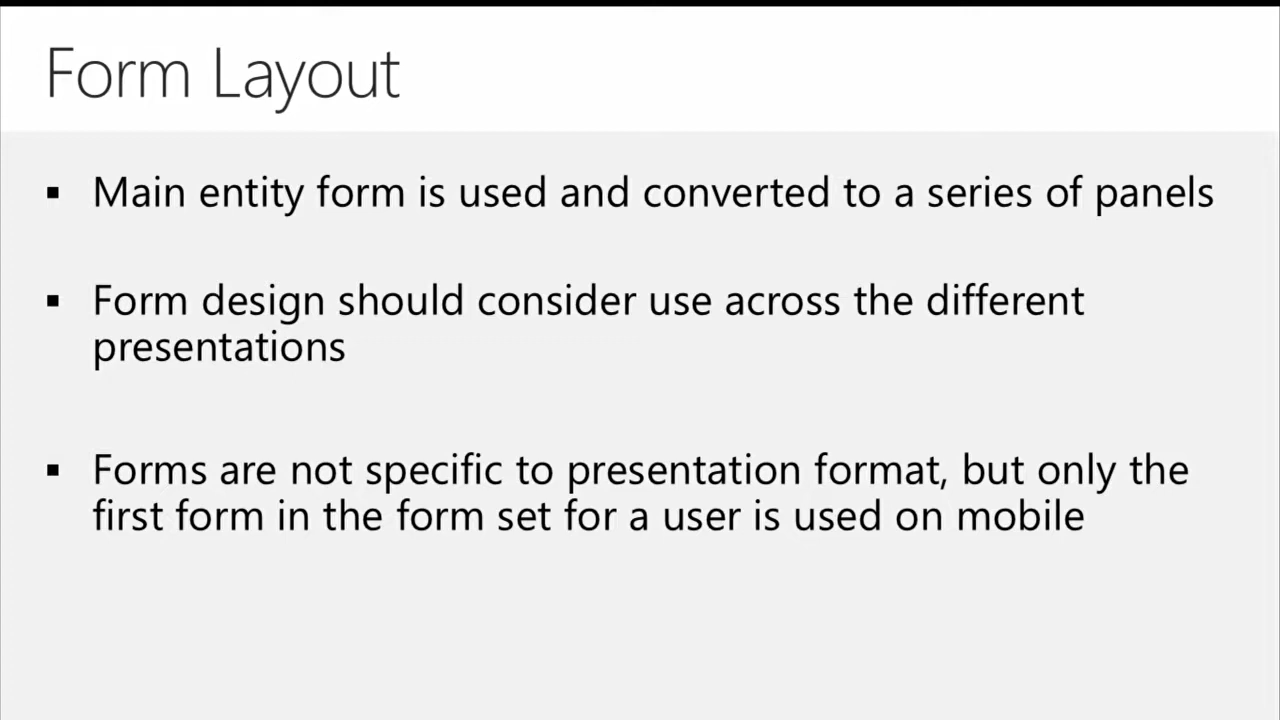 Form Layout
▪ Main entity form is used and converted to a series of panels
▪ Form design should consider use across the different
presentations
▪ Forms are not specific to presentation format, but only the
first form in the form set for a user is used on mobile